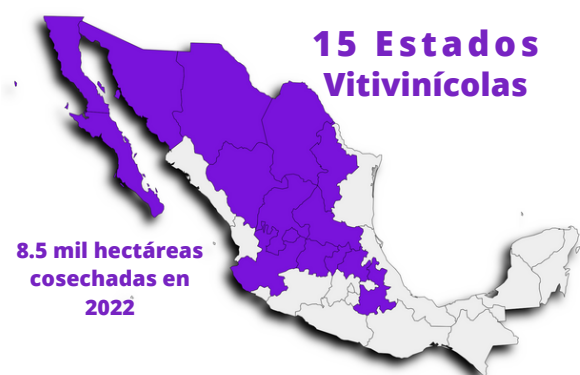 15 Estados
Vitivinícolas
8.5 mil hectáreas
cosechadas en
2022